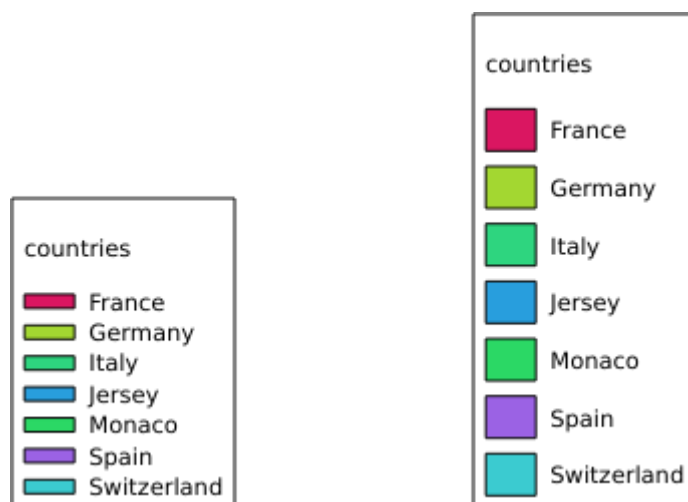 countries
France
Germany
Italy
Jersey
Monaco
Spain
Switzerland
countries
France
Germany
Italy
Jersey
Monaco
Spain
Switzerland